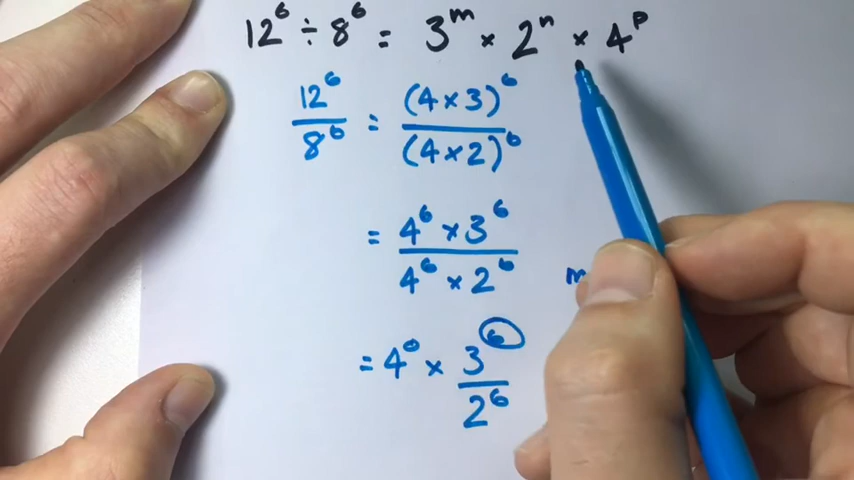 12⁶ ÷ 8⁶ = 3ᵐ × 2ⁿ × 4ᵖ
12⁶/8⁶ = (4 × 3)⁶/(4 × 2)⁶
= 4⁶ × 3⁶/4⁶ × 2⁶
m
= 4⁰ × 3⁶/2⁶